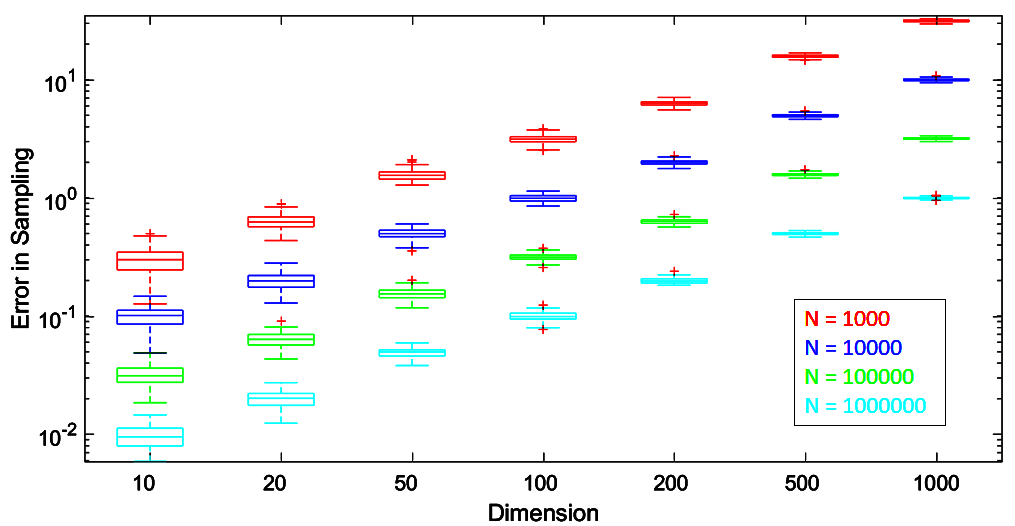 Error in Sampling
10^1
10^0
10^-1
10^-2
N = 1000
N = 10000
N = 100000
N = 1000000
10 20 50 100 200 500 1000
Dimension